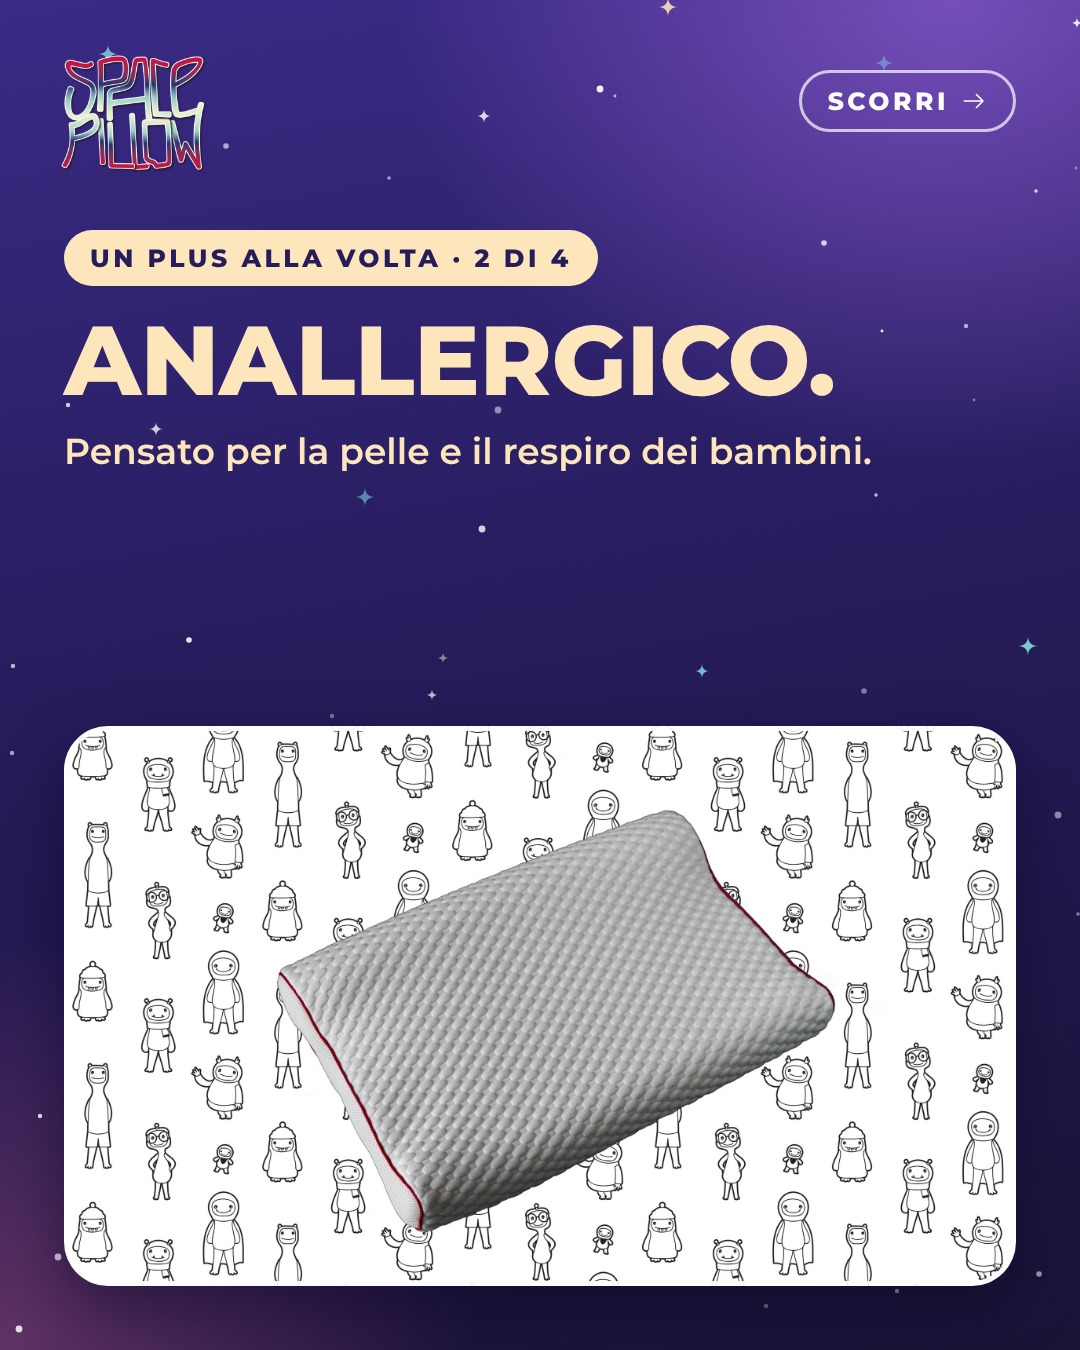 SPACE
PILLOW
SCORRI →
UN PLUS ALLA VOLTA · 2 DI 4
ANALLERGICO.
Pensato per la pelle e il respiro dei bambini.